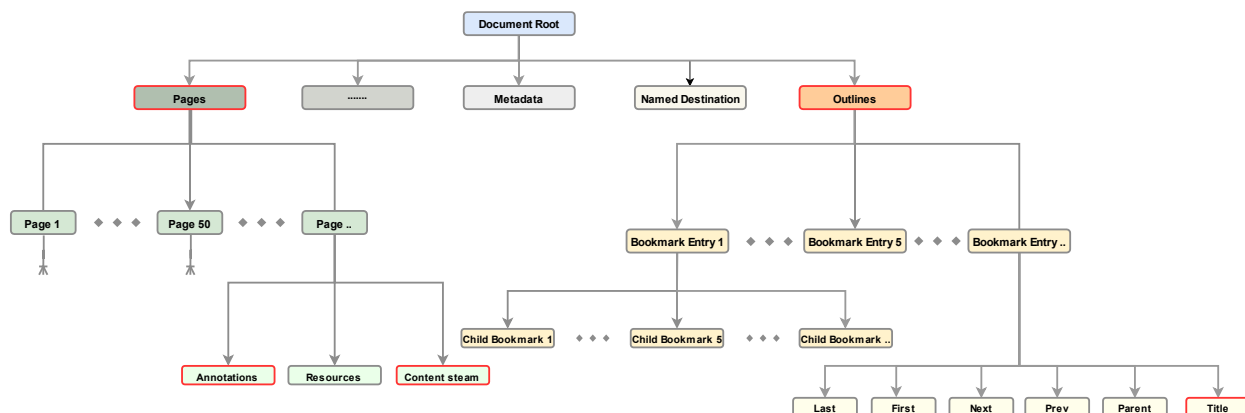 Document Root
Pages
.......
Metadata
Named Destination
Outlines
Page 1
Page 50
Page ..
Bookmark Entry 1
Bookmark Entry 5
Bookmark Entry ..
Child Bookmark 1
Child Bookmark 5
Child Bookmark ..
Annotations
Resources
Content steam
Last
First
Next
Prev
Parent
Title